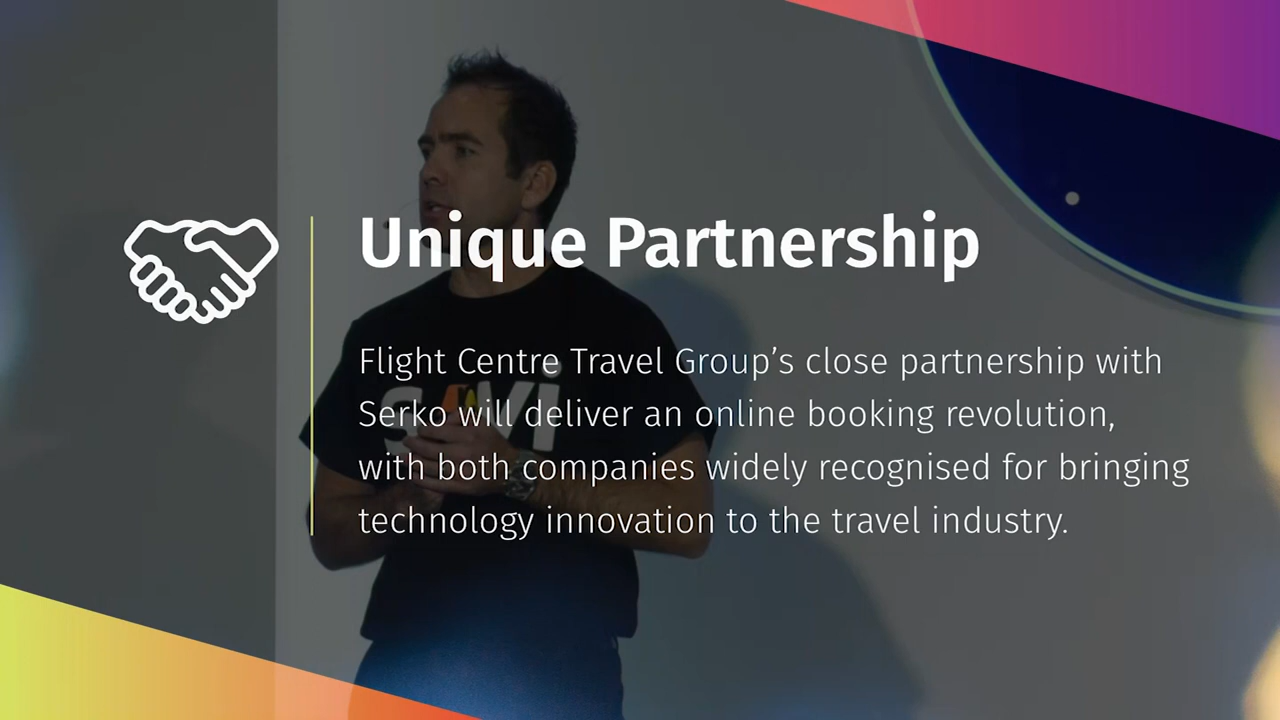 Unique Partnership
Flight Centre Travel Group’s close partnership with
Serko will deliver an online booking revolution,
with both companies widely recognised for bringing
technology innovation to the travel industry.